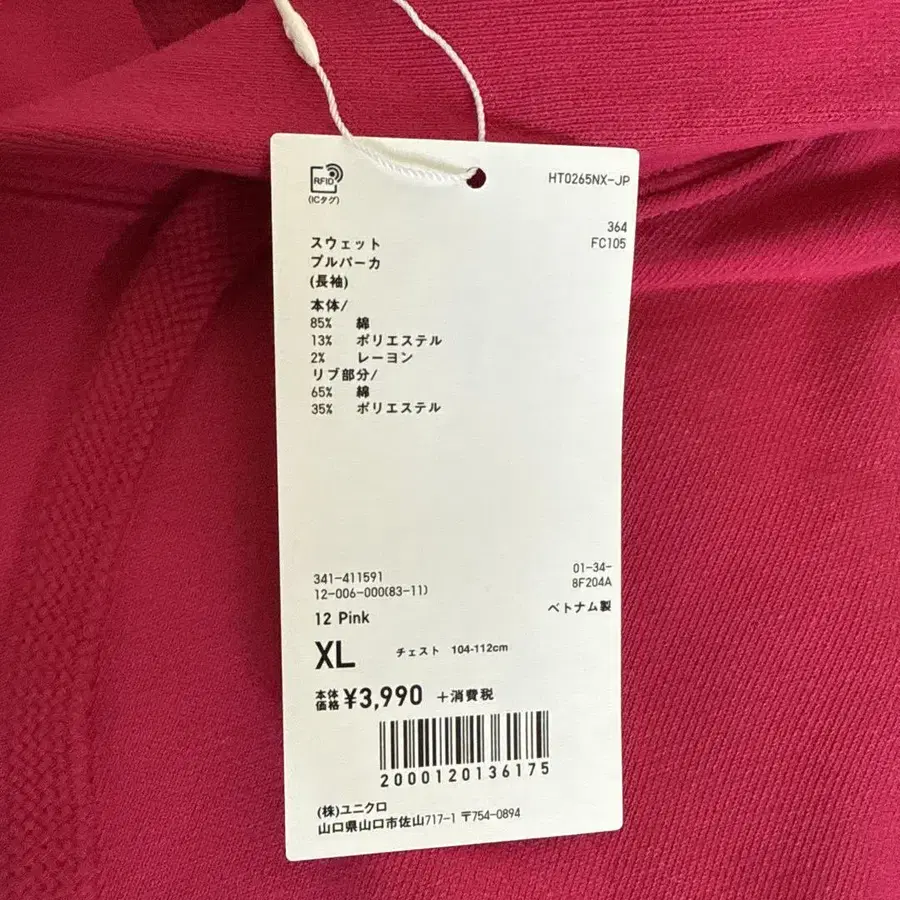 RFID
(ICタグ)
HT0265NX-JP
364
FC105
スウェット
プルパーカ
(長袖)
本体/
85% 綿
13% ポリエステル
2% レーヨン
リブ部分/
65% 綿
35% ポリエステル
341-411591
12-006-000(83-11)
01-34-
8F204A
12 Pink
ベトナム製
XL チェスト 104-112cm
本体価格 ¥3,990 +消費税
2000120136175
(株)ユニクロ
山口県山口市佐山717-1 〒754-0894